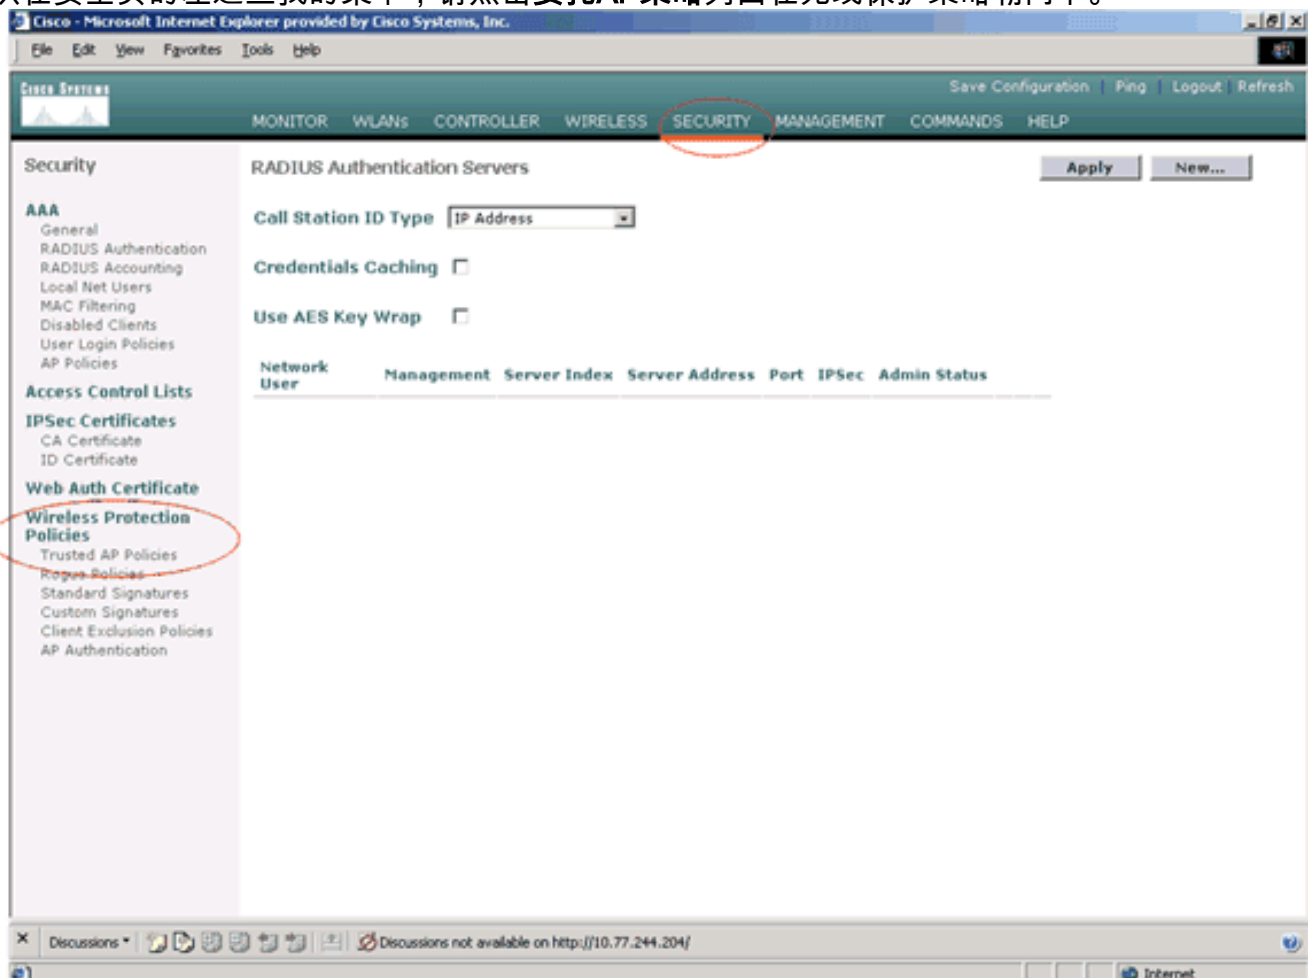 Cisco - Microsoft Internet Explorer provided by Cisco Systems, Inc.
File Edit View Favorites Tools Help
CISCO SYSTEMS
Save Configuration | Ping | Logout | Refresh
MONITOR WLANs CONTROLLER WIRELESS SECURITY MANAGEMENT COMMANDS HELP
Security
AAA
General
RADIUS Authentication
RADIUS Accounting
Local Net Users
MAC Filtering
Disabled Clients
User Login Policies
AP Policies
Access Control Lists
IPSec Certificates
CA Certificate
ID Certificate
Web Auth Certificate
Wireless Protection
Policies
Trusted AP Policies
Rogue Policies
Standard Signatures
Custom Signatures
Client Exclusion Policies
AP Authentication
RADIUS Authentication Servers
Apply New...
Call Station ID Type IP Address
Credentials Caching
Use AES Key Wrap
Network
User Management Server Index Server Address Port IPSec Admin Status
Discussions Discussions not available on http://10.77.244.204/
Internet